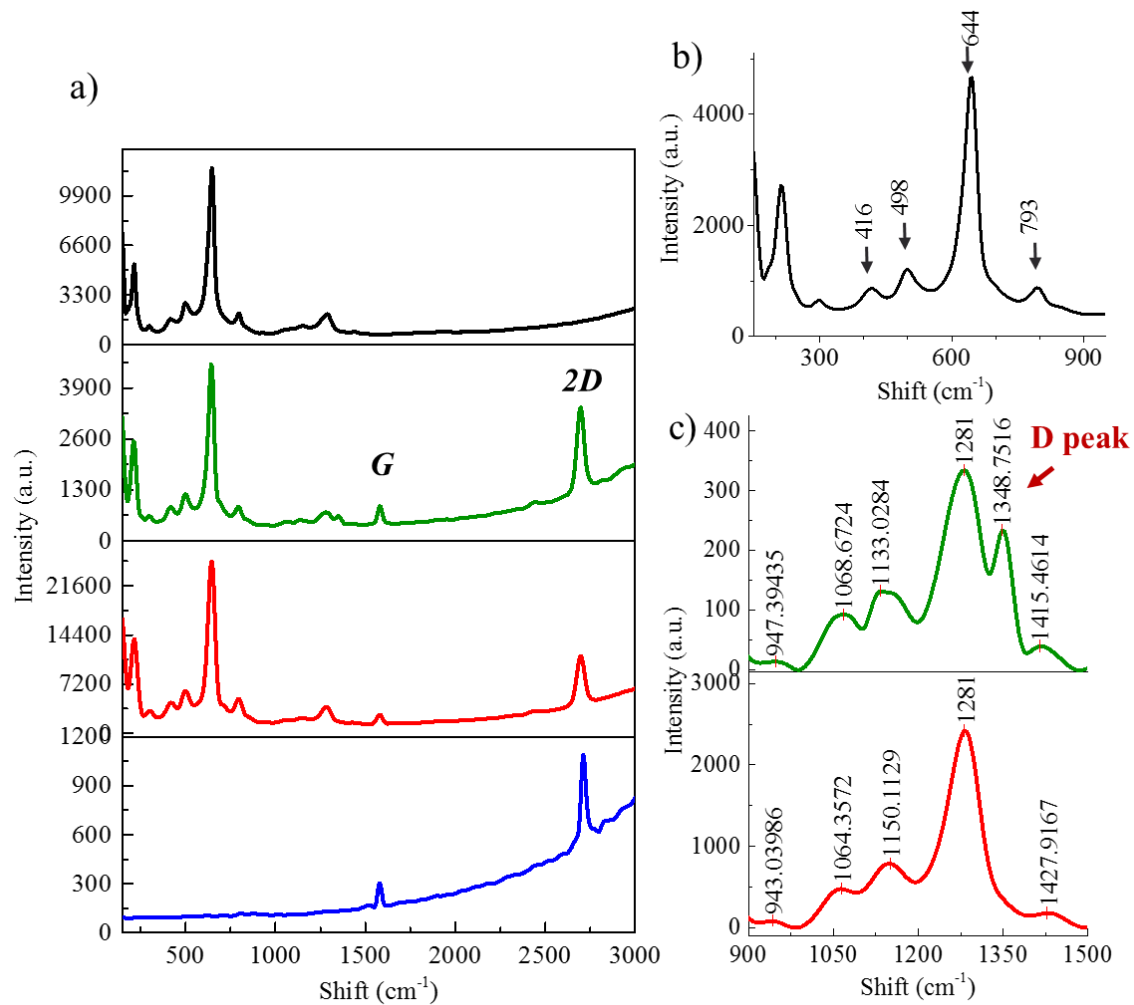 a)
Intensity (a.u.)
9900
6600
3300
0
3900
2600
1300
0
G
2D
21600
14400
7200
0
1200
900
600
300
0
500 1000 1500 2000 2500 3000
Shift (cm-1)
b)
Intensity (a.u.)
4000
2000
0
416
498
644
793
300 600 900
Shift (cm-1)
c)
Intensity (a.u.)
400
300
200
100
0
947.39435
1068.6724
1133.0284
1281
1348.7516
1415.4614
D peak
3000
2000
1000
0
943.03986
1064.3572
1150.1129
1281
1427.9167
900 1050 1200 1350 1500
Shift (cm-1)